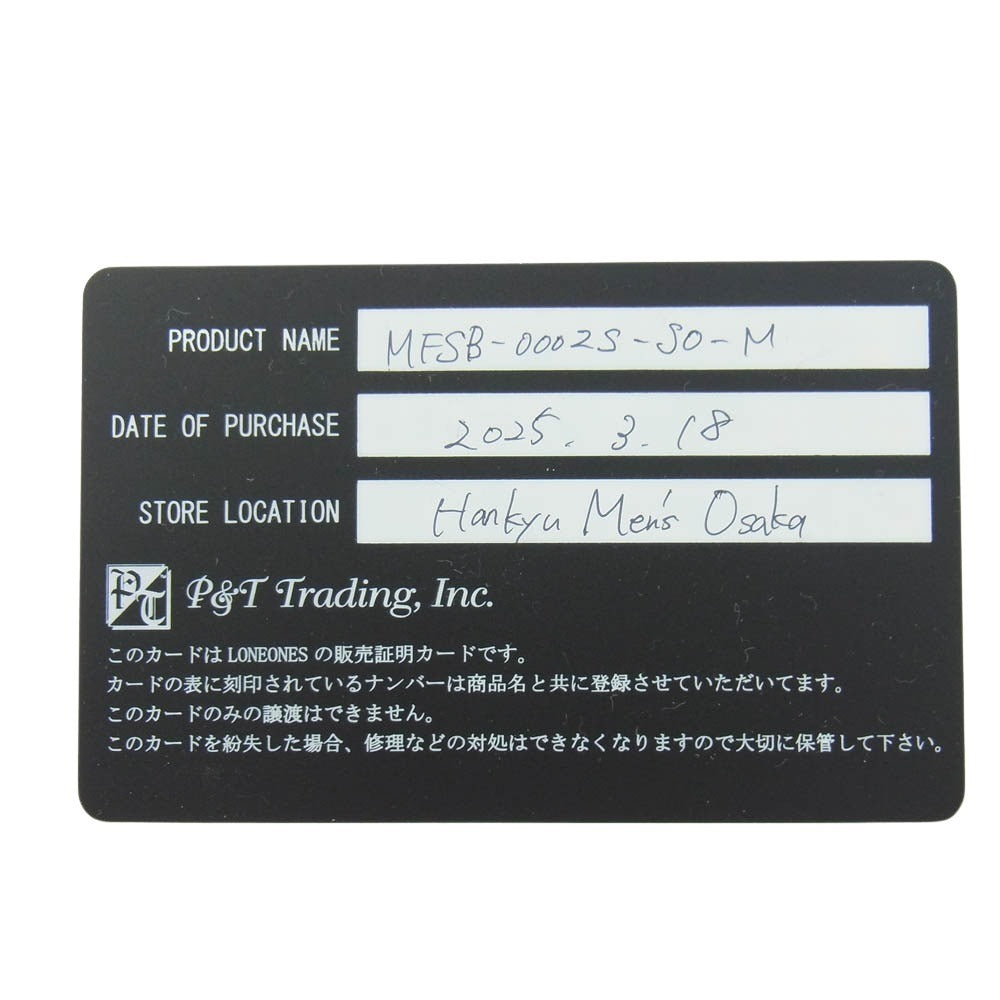 PRODUCT NAME MFSB-0002S-SO-M
DATE OF PURCHASE 2025. 3. 18
STORE LOCATION Hankyu Men's Osaka
PT P&T Trading, Inc.
このカードは LONEONES の販売証明カードです。
カードの表に刻印されているナンバーは商品名と共に登録させていただいてます。
このカードのみの譲渡はできません。
このカードを紛失した場合、修理などの対処はできなくなりますので大切に保管して下さい。